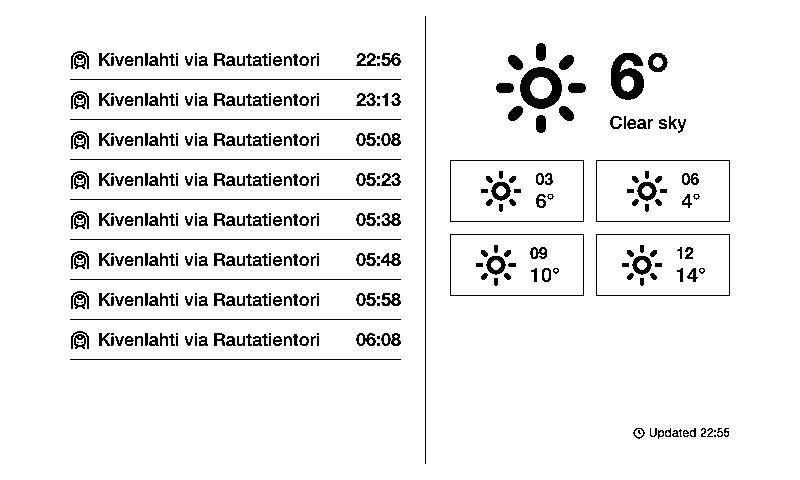 Kivenlahti via Rautatientori 22:56
Kivenlahti via Rautatientori 23:13
Kivenlahti via Rautatientori 05:08
Kivenlahti via Rautatientori 05:23
Kivenlahti via Rautatientori 05:38
Kivenlahti via Rautatientori 05:48
Kivenlahti via Rautatientori 05:58
Kivenlahti via Rautatientori 06:08
6°
Clear sky
03
6°
06
4°
09
10°
12
14°
Updated 22:55